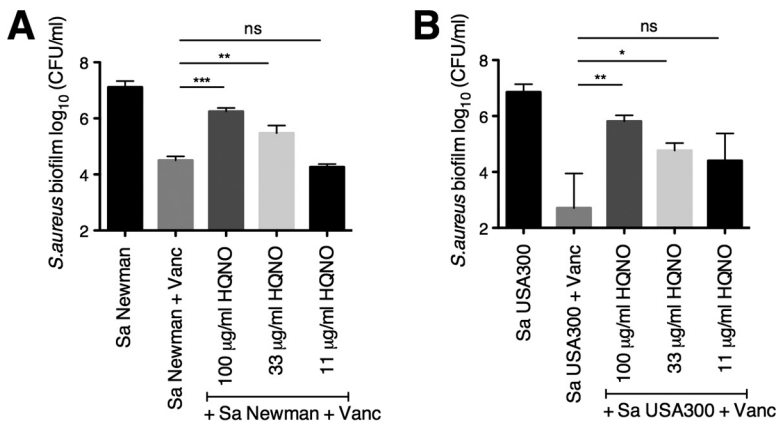 A
S.aureus biofilm log10 (CFU/ml)
8
6
4
2
ns
**
***
Sa Newman
Sa Newman + Vanc
100 μg/ml HQNO
33 μg/ml HQNO
11 μg/ml HQNO
+ Sa Newman + Vanc
B
S.aureus biofilm log10 (CFU/ml)
8
6
4
2
ns
*
**
Sa USA300
Sa USA300 + Vanc
100 μg/ml HQNO
33 μg/ml HQNO
11 μg/ml HQNO
+ Sa USA300 + Vanc